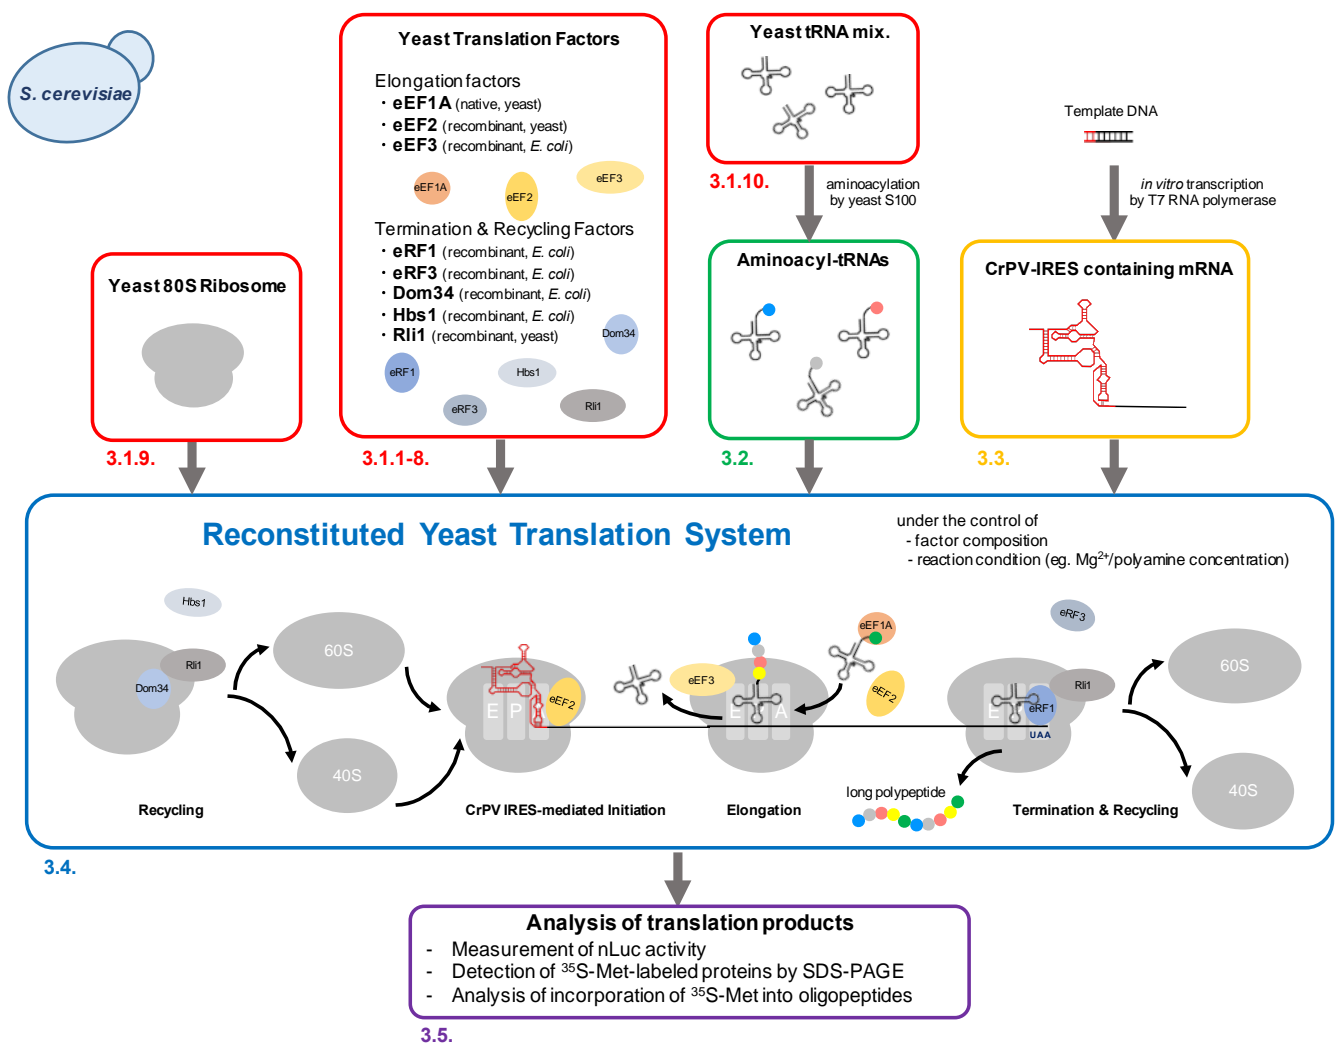 S. cerevisiae
Yeast Translation Factors
Elongation factors
・eEF1A (native, yeast)
・eEF2 (recombinant, yeast)
・eEF3 (recombinant, E. coli)
eEF1A
eEF2
eEF3
Termination & Recycling Factors
・eRF1 (recombinant, E. coli)
・eRF3 (recombinant, E. coli)
・Dom34 (recombinant, E. coli)
・Hbs1 (recombinant, E. coli)
・Rli1 (recombinant, yeast)
Dom34
eRF1
Hbs1
eRF3
Rli1
3.1.1-8.
Yeast 80S Ribosome
3.1.9.
Yeast tRNA mix.
3.1.10.
aminoacylation
by yeast S100
Aminoacyl-tRNAs
3.2.
Template DNA
in vitro transcription
by T7 RNA polymerase
CrPV-IRES containing mRNA
3.3.
Reconstituted Yeast Translation System
under the control of
- factor composition
- reaction condition (eg. Mg²⁺/polyamine concentration)
Hbs1
Rli1
Dom34
60S
40S
Recycling
E P
eEF2
CrPV IRES-mediated Initiation
eEF3
eEF1A
eEF2
E A
Elongation
long polypeptide
eRF3
Rli1
E
eRF1
UAA
60S
40S
Termination & Recycling
3.4.
Analysis of translation products
- Measurement of nLuc activity
- Detection of ³⁵S-Met-labeled proteins by SDS-PAGE
- Analysis of incorporation of ³⁵S-Met into oligopeptides
3.5.